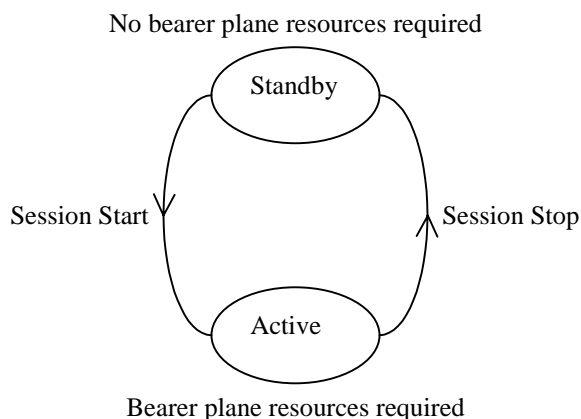 No bearer plane resources required
Standby
Session Start
Session Stop
Active
Bearer plane resources required